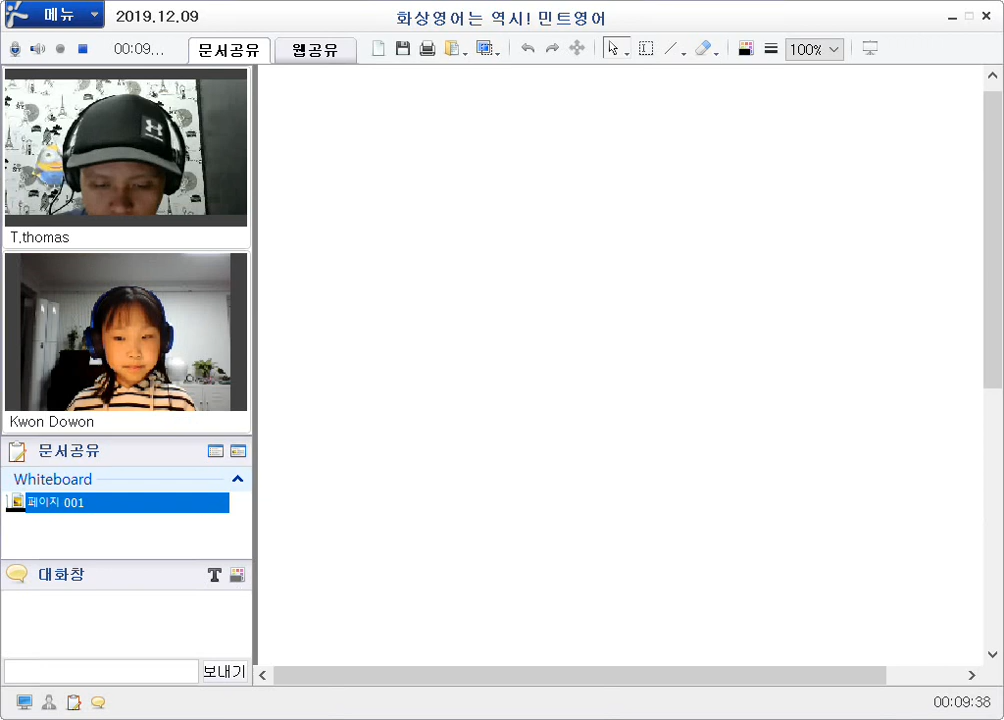 메뉴 2019.12.09 화상영어는 역시! 민트영어
00:09... 문서공유 웹공유 100%
T.thomas
Kwon Dowon
문서공유
Whiteboard
페이지 001
대화창 T
보내기
00:09:38